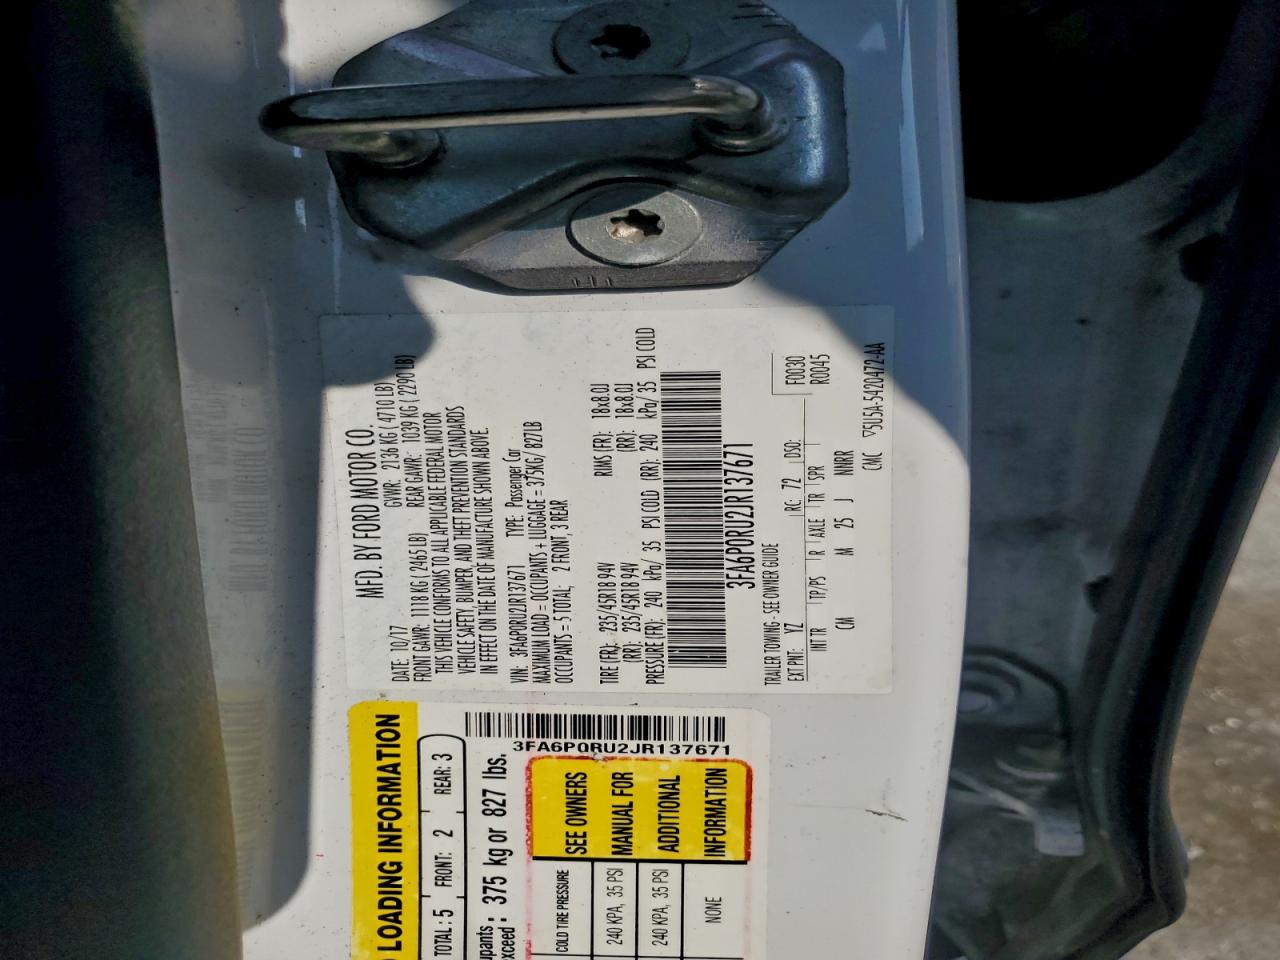 MFD. BY FORD MOTOR CO.
DATE: 10/17 GVWR: 2136 KG ( 4710 LB)
FRONT GAWR: 1118 KG ( 2465 LB) REAR GAWR: 1039 KG ( 2290 LB)
THIS VEHICLE CONFORMS TO ALL APPLICABLE FEDERAL MOTOR
VEHICLE SAFETY, BUMPER, AND THEFT PREVENTION STANDARDS
IN EFFECT ON THE DATE OF MANUFACTURE SHOWN ABOVE.
VIN: 3FA6P0RU2JR137671 TYPE: Passenger Car
MAXIMUM LOAD = OCCUPANTS + LUGGAGE = 375KG/ 827LB
OCCUPANTS = 5 TOTAL; 2 FRONT, 3 REAR
TIRE (FR): 235/45R18 94V RIMS (FR): 18x8.0J
(RR): 235/45R18 94V (RR): 18x8.0J
PRESSURE (FR): 240 kPa/ 35 PSI COLD (RR): 240 kPa/ 35 PSI COLD
3FA6P0RU2JR137671
TRAILER TOWING - SEE OWNER GUIDE
EXT PNT: YZ RC: 72 DSO: F0030
INT TR TP/PS R AXLE TR SPR R0045
CM M 25 J NNRR
CMC ▽5U5A-5420472-AA
LOADING INFORMATION
TOTAL : 5 FRONT: 2 REAR: 3
3FA6P0RU2JR137671
pants : 375 kg or 827 lbs.
exceed
COLD TIRE PRESSURE SEE OWNERS
240 KPA, 35 PSI MANUAL FOR
240 KPA, 35 PSI ADDITIONAL
NONE INFORMATION